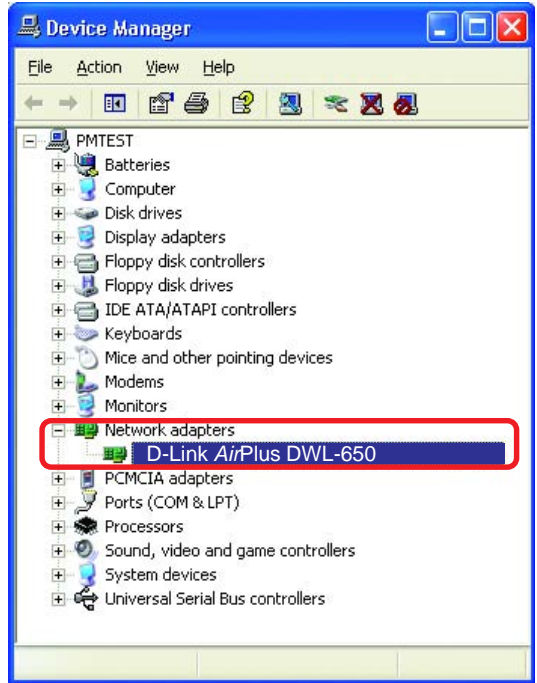 Device Manager
File Action View Help
PMTEST
Batteries
Computer
Disk drives
Display adapters
Floppy disk controllers
Floppy disk drives
IDE ATA/ATAPI controllers
Keyboards
Mice and other pointing devices
Modems
Monitors
Network adapters
D-Link AirPlus DWL-650
PCMCIA adapters
Ports (COM & LPT)
Processors
Sound, video and game controllers
System devices
Universal Serial Bus controllers